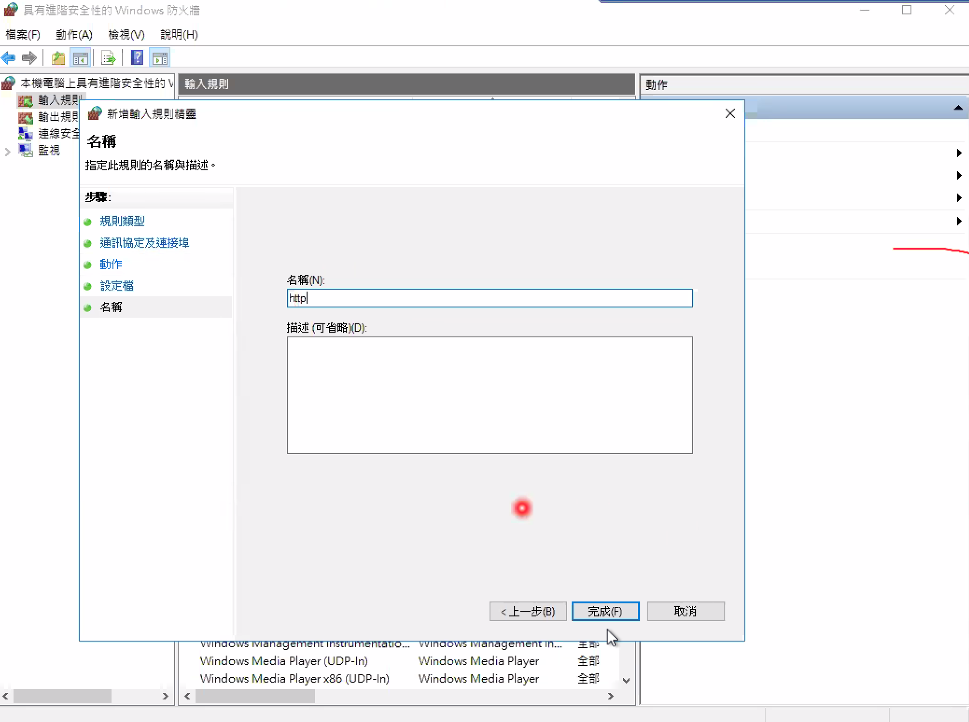 具有進階安全性的 Windows 防火牆
檔案(F) 動作(A) 檢視(V) 說明(H)
本機電腦上具有進階安全性的 W
輸入規則
輸出規則
連線安全
監視
輸入規則
動作
新增輸入規則精靈
名稱
指定此規則的名稱與描述。
步驟:
規則類型
通訊協定及連接埠
動作
設定檔
名稱
名稱(N):
http
描述 (可省略)(D):
< 上一步(B) 完成(F) 取消
Windows Management Instrumentatio... Windows Management In... 全部
Windows Media Player (UDP-In) Windows Media Player 全部
Windows Media Player x86 (UDP-In) Windows Media Player 全部